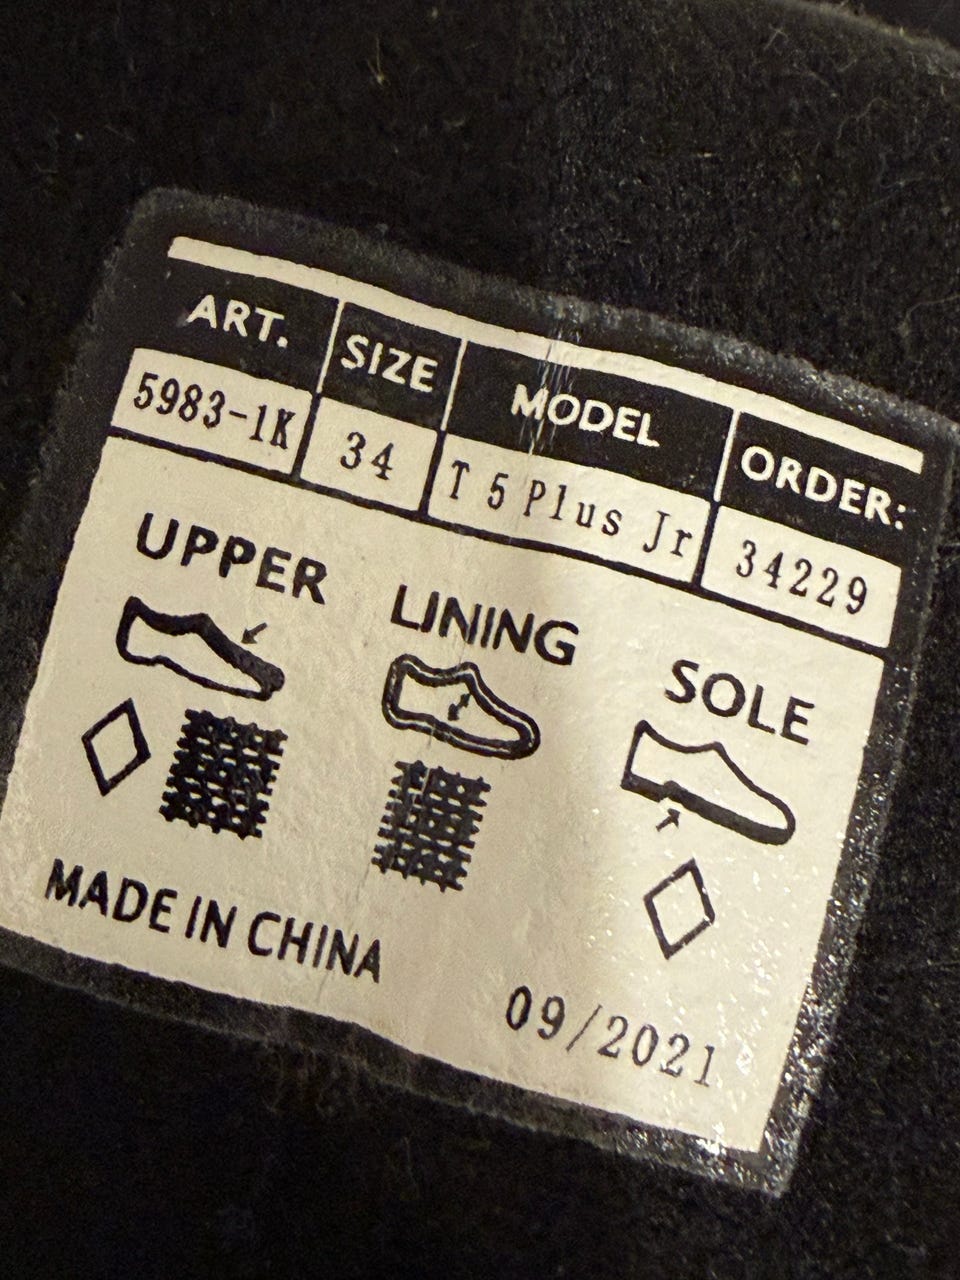 ART. SIZE MODEL ORDER:
5983-1K 34 T 5 Plus Jr 34229
UPPER LINING SOLE
MADE IN CHINA
09/2021